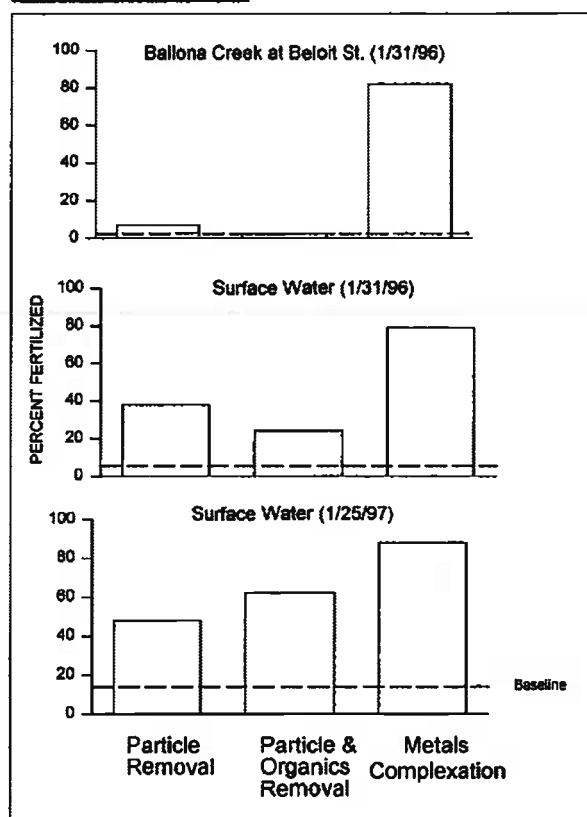 Ballona Creek at Beloit St. (1/31/96)
100
80
60
40
20
0
Surface Water (1/31/96)
100
80
60
40
20
0
PERCENT FERTILIZED
Surface Water (1/25/97)
100
80
60
40
20
0
Baseline
Particle
Removal
Particle &
Organics
Removal
Metals
Complexation